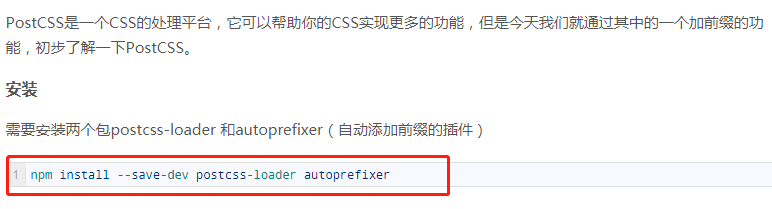 PostCSS是一个CSS的处理平台，它可以帮助你的CSS实现更多的功能，但是今天我们就通过其中的一个加前缀的功
能，初步了解一下PostCSS。
安装
需要安装两个包postcss-loader 和autoprefixer（自动添加前缀的插件）
1 npm install --save-dev postcss-loader autoprefixer